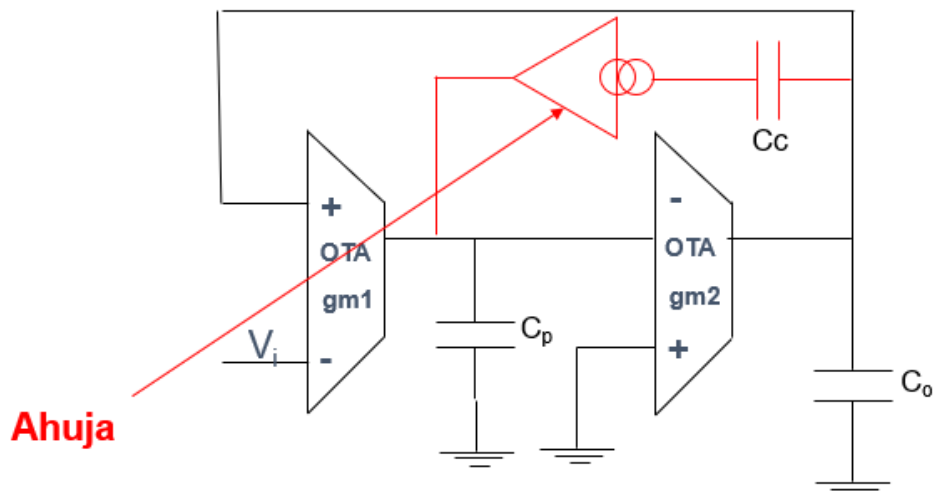 Cc
+
OTA
gm1
-
Vi
-
OTA
gm2
+
Cp
Co
Ahuja